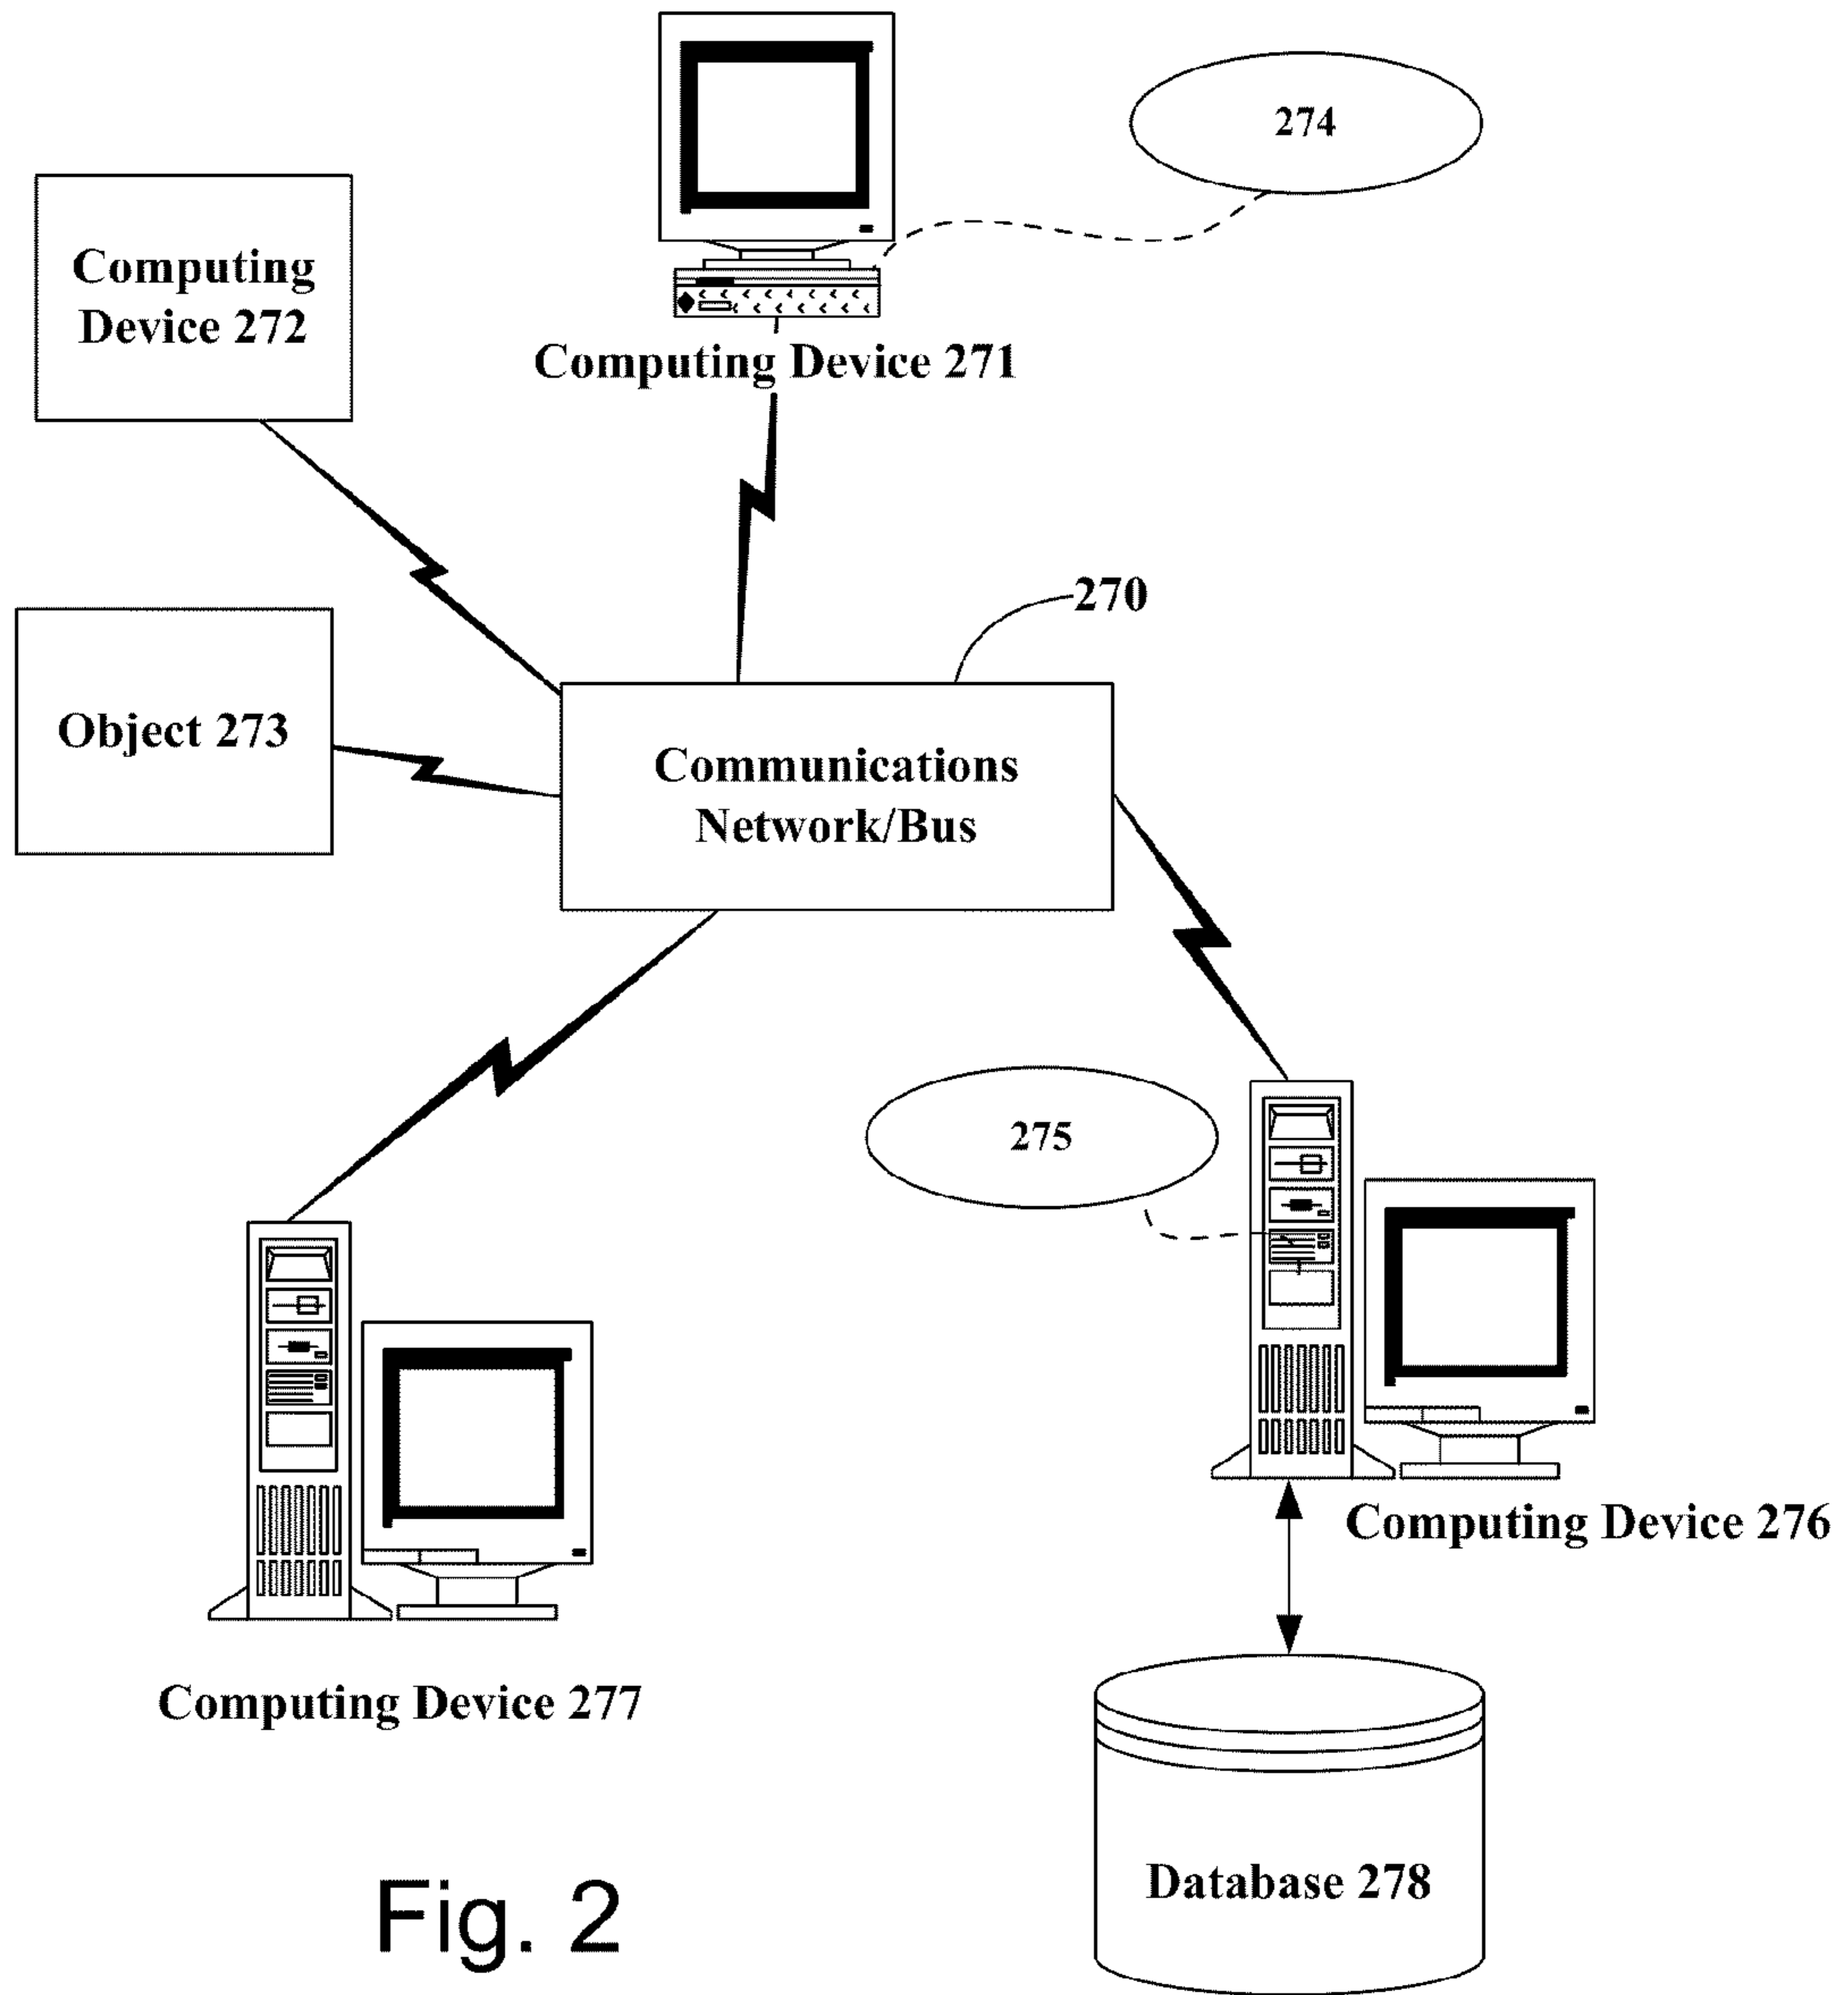 274
Computing
Device 272
Computing Device 271
270
Object 273
Communications
Network/Bus
275
Computing Device 276
Computing Device 277
Database 278
Fig. 2